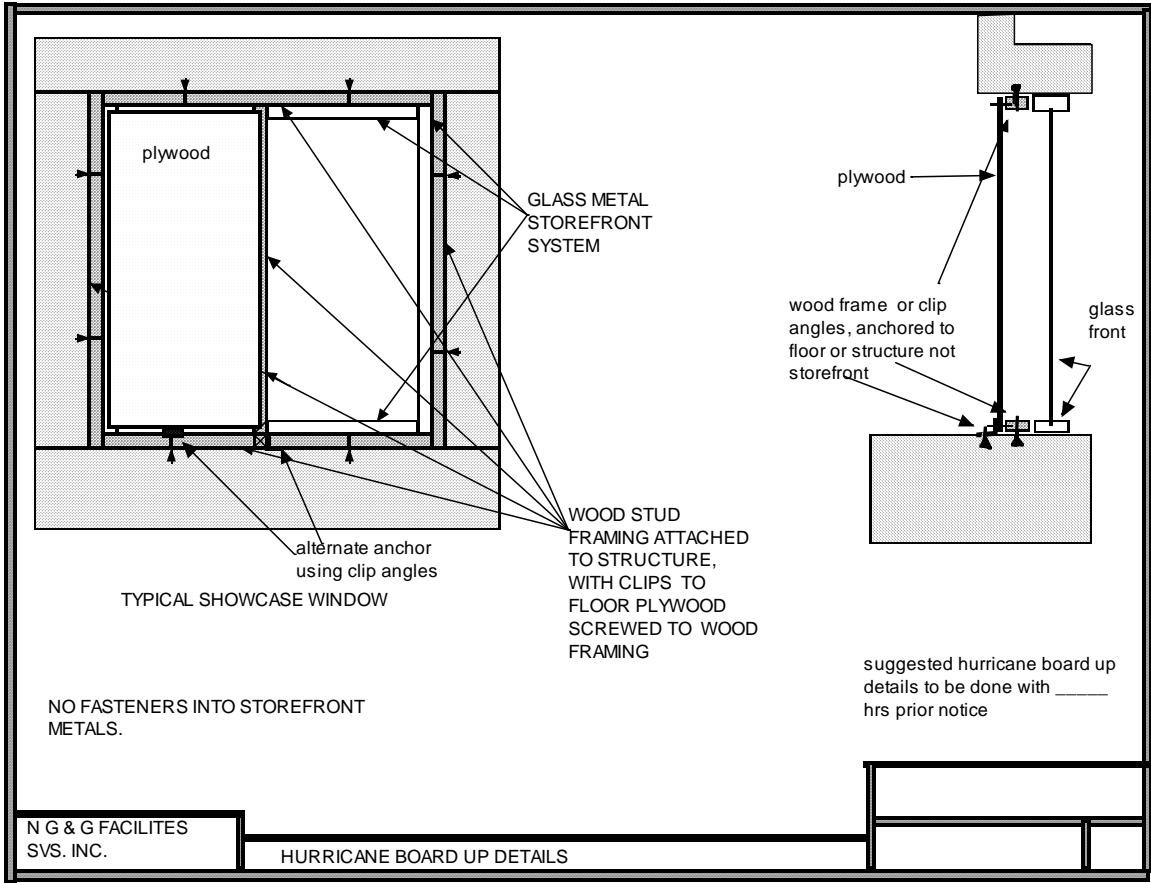 plywood
GLASS METAL
STOREFRONT
SYSTEM
plywood
wood frame or clip
angles, anchored to
floor or structure not
storefront
glass
front
WOOD STUD
FRAMING ATTACHED
TO STRUCTURE,
WITH CLIPS TO
FLOOR PLYWOOD
SCREWED TO WOOD
FRAMING
alternate anchor
using clip angles
TYPICAL SHOWCASE WINDOW
suggested hurricane board up
details to be done with _____
hrs prior notice
NO FASTENERS INTO STOREFRONT
METALS.
N G & G FACILITES
SVS. INC.
HURRICANE BOARD UP DETAILS